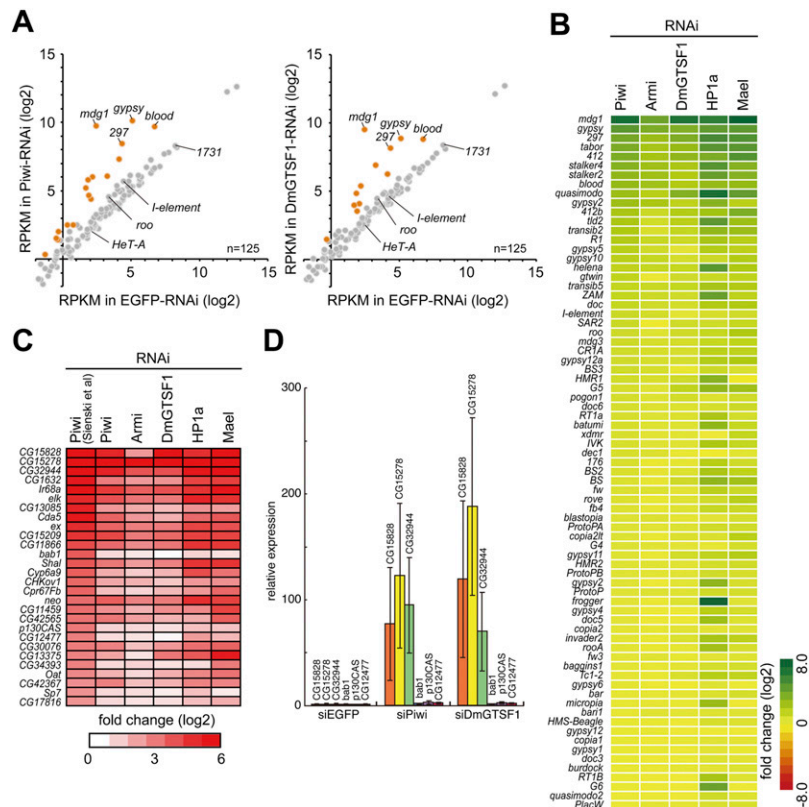 A
RPKM in Piwi-RNAi (log2)
15
10
5
0
5
10
15
mdg1
gypsy
blood
297
1731
I-element
roo
HeT-A
n=125
RPKM in EGFP-RNAi (log2)
RPKM in DmGTSF1-RNAi (log2)
15
10
5
0
5
10
15
mdg1
gypsy
blood
297
1731
I-element
roo
HeT-A
n=125
RPKM in EGFP-RNAi (log2)
B
RNAi
Piwi
Armi
DmGTSF1
HP1a
Mael
mdg1
gypsy
297
tabor
412
stalker4
stalker2
blood
quasimodo
gypsy2
412b
tld2
transib2
R1
gypsy5
gypsy10
helena
gtwin
transib5
ZAM
doc
I-element
SAR2
roo
mdg3
CR1A
gypsy12a
BS3
HMR1
G5
pogon1
doc6
RT1a
batumi
xdmr
IVK
dec1
176
BS2
BS
fw
rove
fb4
blastopia
ProtoPA
copia2lt
G4
gypsy11
HMR2
ProtoPB
gypsy2
ProtoP
frogger
gypsy4
doc5
copia2
invader2
rooA
fw3
baggins1
Tc1-2
gypsy6
bar
micropia
bari1
HMS-Beagle
gypsy12
copia1
gypsy1
doc3
burdock
RT1B
G6
quasimodo2
PlacW
fold change (log2)
8.0
-8.0
C
RNAi
Piwi
(Sienski et al)
Piwi
Armi
DmGTSF1
HP1a
Mael
CG15828
CG15278
CG32944
CG1632
Ir68a
elk
CG13085
Cda5
ex
CG15209
CG11866
bab1
Shal
Cyp6a9
CHKov1
Cpr67Fb
neo
CG11459
CG42565
p130CAS
CG12477
CG30076
CG13375
CG34393
Oat
CG42367
Sp7
CG17816
0
3
6
fold change (log2)
D
relative expression
300
200
100
0
CG15828
CG15278
CG32944
bab1
p130CAS
CG12477
siEGFP
CG15828
CG15278
CG32944
bab1
p130CAS
CG12477
siPiwi
CG15828
CG15278
CG32944
bab1
p130CAS
CG12477
siDmGTSF1